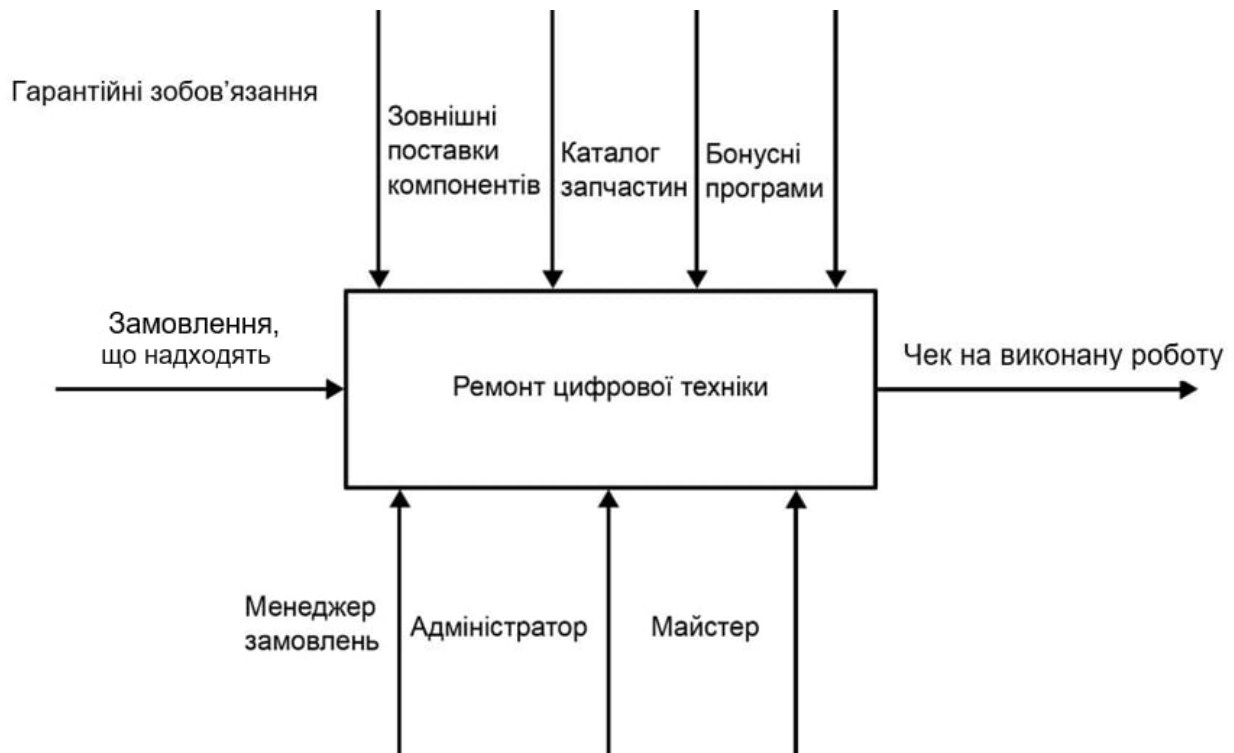 Гарантійні зобов’язання
Зовнішні
поставки
компонентів
Каталог
запчастин
Бонусні
програми
Замовлення,
що надходять
Ремонт цифрової техніки
Чек на виконану роботу
Менеджер
замовлень
Адміністратор
Майстер